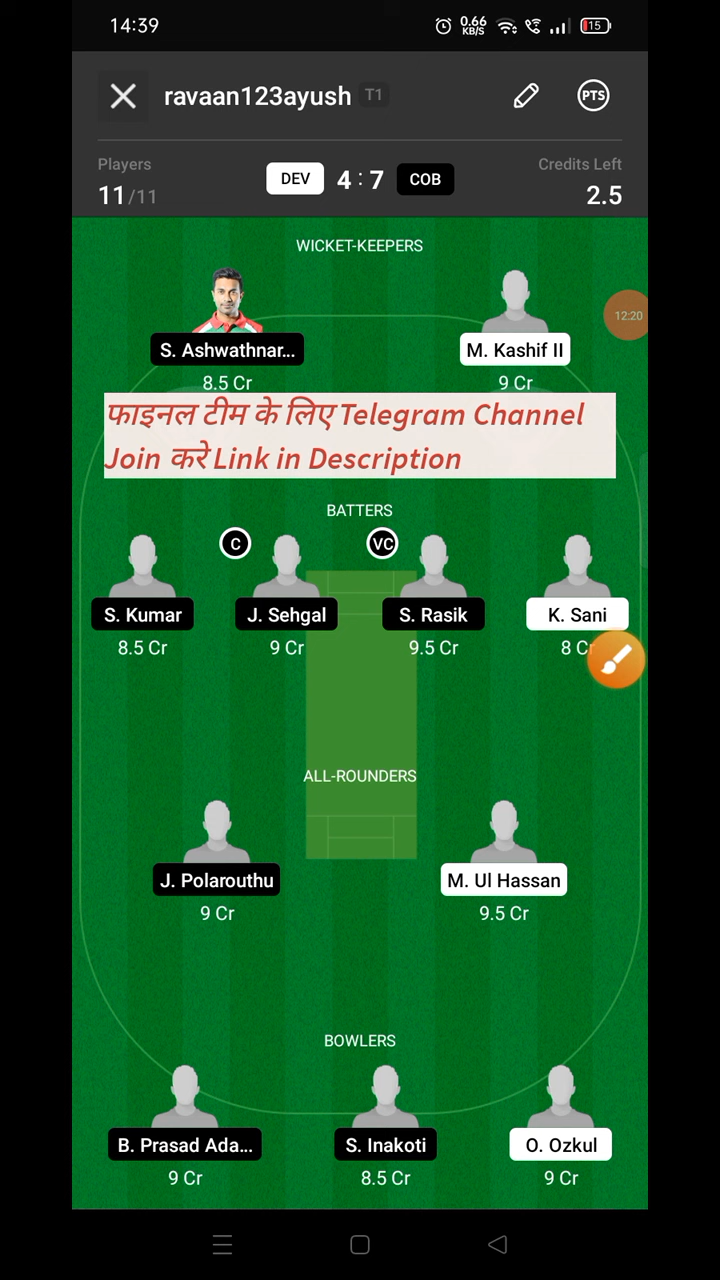 14:39
0.66
KB/S
15
ravaan123ayush T1
PTS
Players
Credits Left
11/11
DEV 4 : 7 COB
2.5
WICKET-KEEPERS
12:20
S. Ashwathnar... M. Kashif II
8.5 Cr 9 Cr
फाइनल टीम के लिए Telegram Channel
Join करे Link in Description
BATTERS
C VC
S. Kumar J. Sehgal S. Rasik K. Sani
8.5 Cr 9 Cr 9.5 Cr 8 Cr
ALL-ROUNDERS
J. Polarouthu M. Ul Hassan
9 Cr 9.5 Cr
BOWLERS
B. Prasad Ada... S. Inakoti O. Ozkul
9 Cr 8.5 Cr 9 Cr